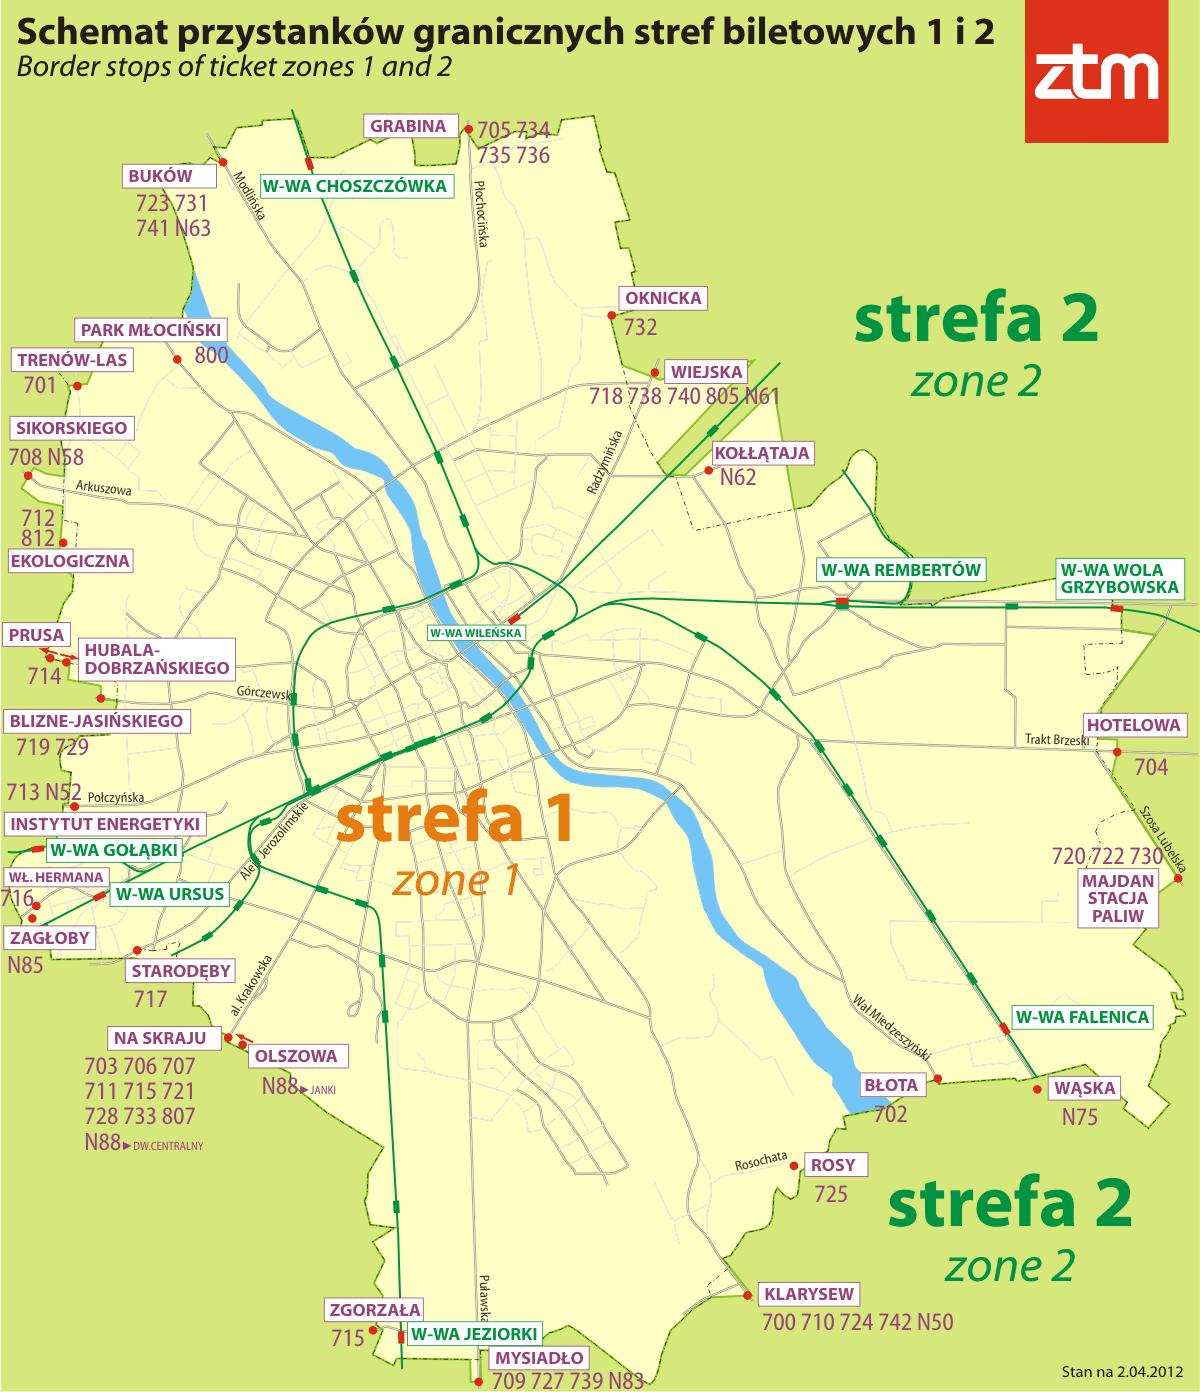 Schemat przystanków granicznych stref biletowych 1 i 2
Border stops of ticket zones 1 and 2
ztm
GRABINA
705 734
735 736
BUKÓW
723 731
741 N63
Modlińska
W-WA CHOSZCZÓWKA
Płochocińska
OKNICKA
732
strefa 2
zone 2
PARK MŁOCIŃSKI
800
TRENÓW-LAS
701
WIEJSKA
718 738 740 805 N61
SIKORSKIEGO
708 N58
Arkuszowa
Radzymińska
KOŁŁĄTAJA
N62
712
812
EKOLOGICZNA
W-WA REMBERTÓW
W-WA WOLA
GRZYBOWSKA
PRUSA
714
HUBALA-
DOBRZAŃSKIEGO
W-WA WILEŃSKA
Górczewsk
BLIZNE-JASIŃSKIEGO
719 729
HOTELOWA
704
Trakt Brzeski
713 N52
Połczyńska
INSTYTUT ENERGETYKI
strefa 1
zone 1
Aleje Jerozolimskie
Szosa Lubelska
W-WA GOŁĄBKI
720 722 730
MAJDAN
STACJA
PALIW
WŁ. HERMANA
716
W-WA URSUS
ZAGŁOBY
N85
STARODĘBY
717
al. Krakowska
Wał Miedzeszyński
W-WA FALENICA
NA SKRAJU
703 706 707
711 715 721
728 733 807
N88 ▸ DW.CENTRALNY
OLSZOWA
N88 ▸ JANKI
BŁOTA
702
WĄSKA
N75
Rosochata
ROSY
725
strefa 2
zone 2
Puławska
KLARYSEW
700 710 724 742 N50
ZGORZAŁA
715
W-WA JEZIORKI
MYSIADŁO
709 727 739 N83
Stan na 2.04.2012